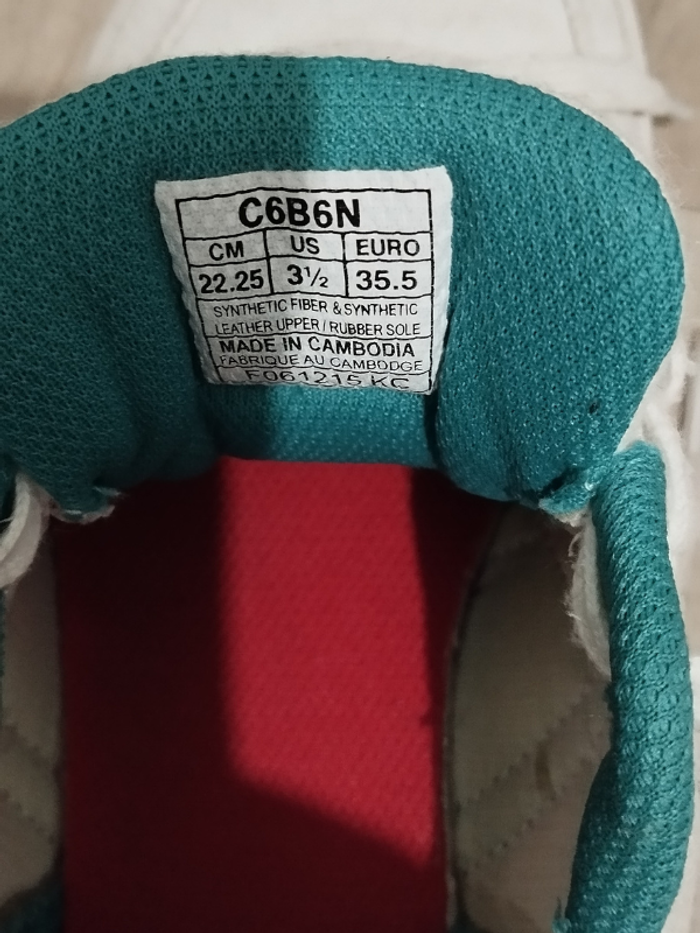 C6B6N
CM US EURO
22.25 3½ 35.5
SYNTHETIC FIBER & SYNTHETIC
LEATHER UPPER / RUBBER SOLE
MADE IN CAMBODIA
FABRIQUE AU CAMBODGE
F061215 KC